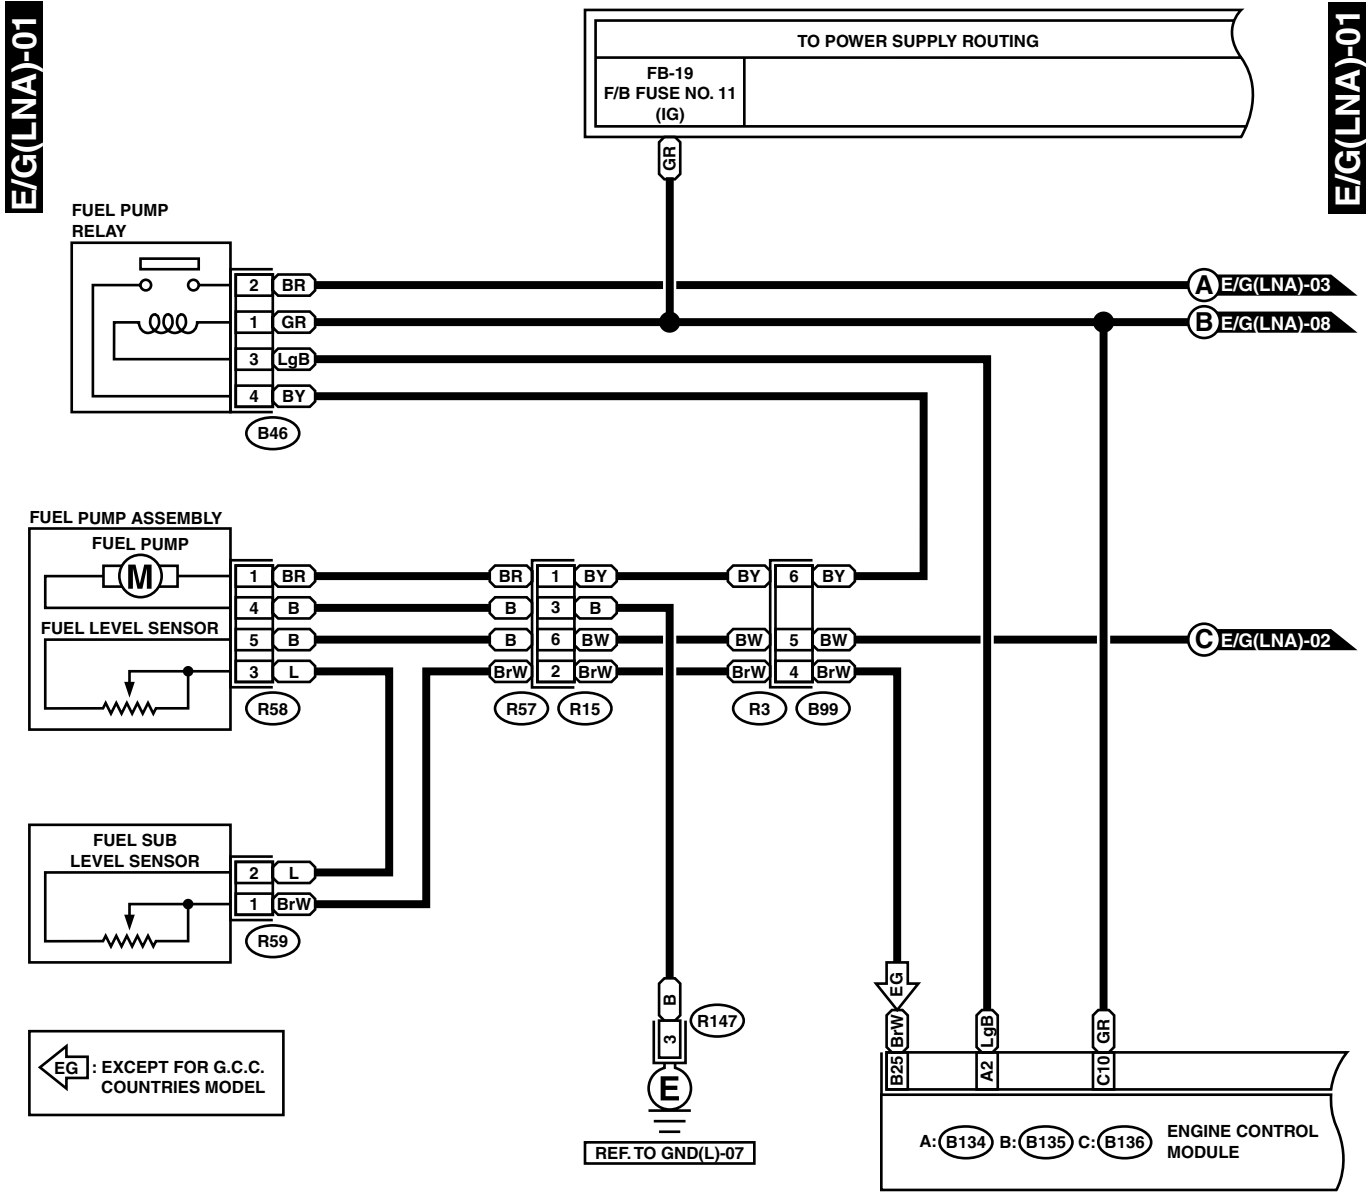 E/G(LNA)-01
E/G(LNA)-01
TO POWER SUPPLY ROUTING
FB-19
F/B FUSE NO. 11
(IG)
GR
FUEL PUMP
RELAY
2 BR
A E/G(LNA)-03
1 GR
B E/G(LNA)-08
3 LgB
4 BY
B46
FUEL PUMP ASSEMBLY
FUEL PUMP
M
1 BR BR 1 BY BY 6 BY
4 B B 3 B
FUEL LEVEL SENSOR
5 B B 6 BW BW 5 BW
C E/G(LNA)-02
3 L BrW 2 BrW BrW 4 BrW
R58 R57 R15 R3 B99
FUEL SUB
LEVEL SENSOR
2 L
1 BrW
R59
EG
B
R147
3
E
REF. TO GND(L)-07
BrW LgB GR
B25 A2 C10
EG : EXCEPT FOR G.C.C.
COUNTRIES MODEL
A: B134 B: B135 C: B136
ENGINE CONTROL
MODULE